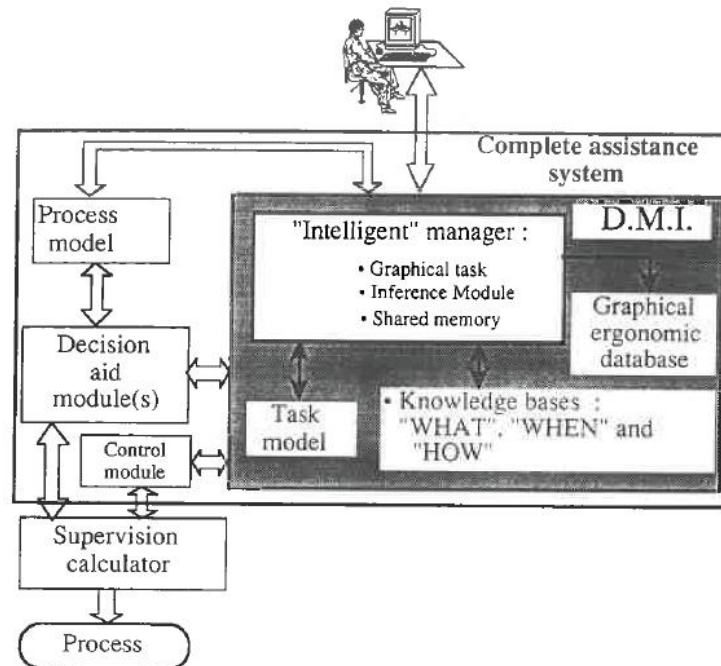 Complete assistance
system
Process
model
"Intelligent" manager :
• Graphical task
• Inference Module
• Shared memory
D.M.I.
Graphical
ergonomic
database
Decision
aid
module(s)
Task
model
• Knowledge bases :
"WHAT", "WHEN" and
"HOW"
Control
module
Supervision
calculator
Process